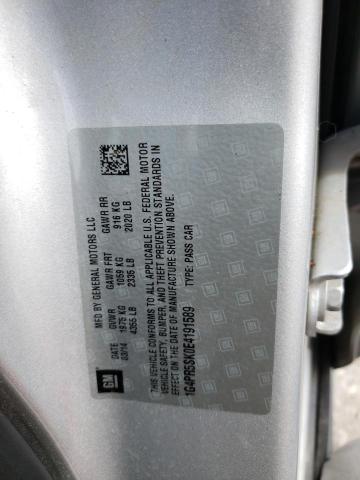 GM
MFD BY GENERAL MOTORS LLC
DATE GVWR GAWR FRT GAWR RR
03/14 1975 KG 1059 KG 916 KG
4355 LB 2335 LB 2020 LB
THIS VEHICLE CONFORMS TO ALL APPLICABLE U.S. FEDERAL MOTOR
VEHICLE SAFETY, BUMPER, AND THEFT PREVENTION STANDARDS IN
EFFECT ON THE DATE OF MANUFACTURE SHOWN ABOVE.
1G4PR5SK0E4191589 TYPE: PASS CAR